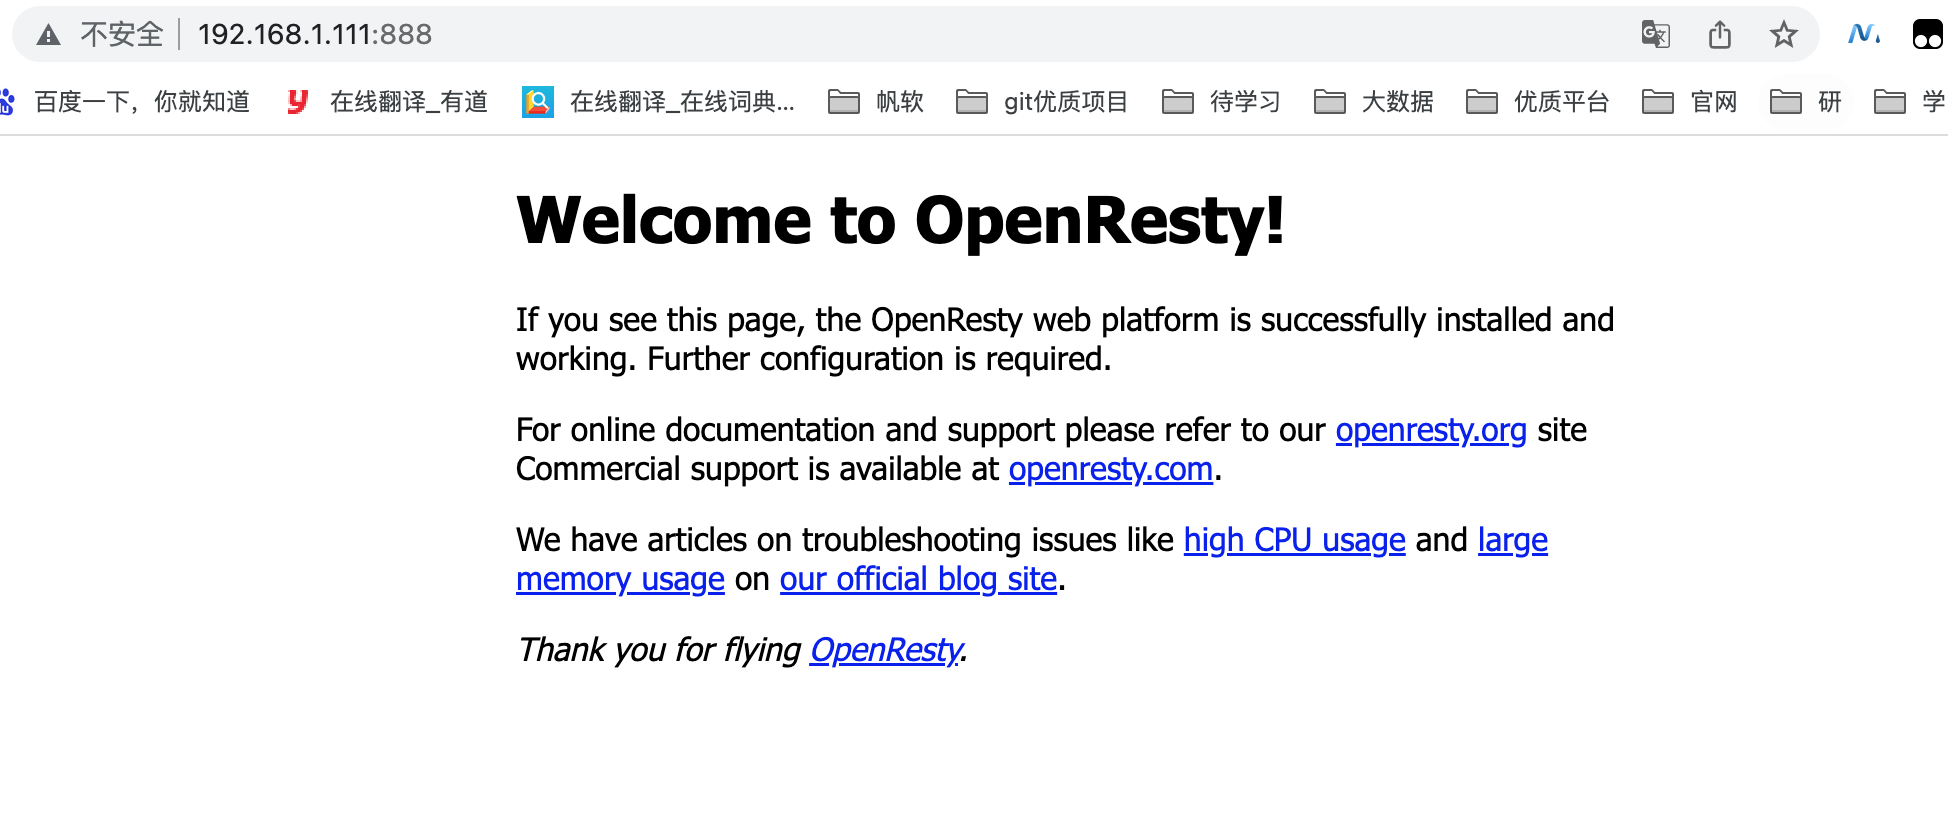 不安全 192.168.1.111:888
百度一下，你就知道 在线翻译_有道 在线翻译_在线词典... 帆软 git优质项目 待学习 大数据 优质平台 官网 研 学
Welcome to OpenResty!
If you see this page, the OpenResty web platform is successfully installed and
working. Further configuration is required.
For online documentation and support please refer to our openresty.org site
Commercial support is available at openresty.com.
We have articles on troubleshooting issues like high CPU usage and large
memory usage on our official blog site.
Thank you for flying OpenResty.